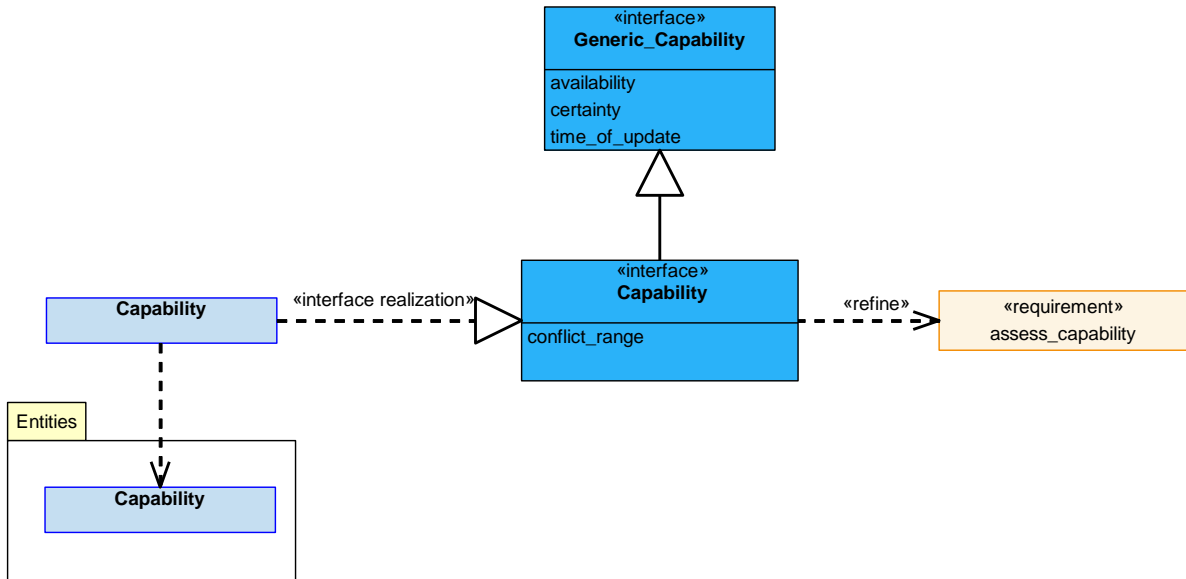 «interface»
Generic_Capability
availability
certainty
time_of_update
«interface»
Capability
conflict_range
Capability
«interface realization»
«refine»
«requirement»
assess_capability
Entities
Capability